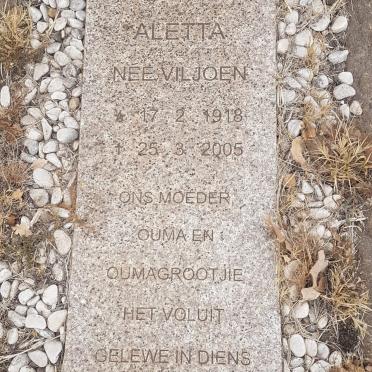 ALETTA
NEE VILJOEN
* 17 2 1918
† 25 3 2005
ONS MOEDER
OUMA EN
OUMAGROOTJIE
HET VOLUIT
GELEWE IN DIENS